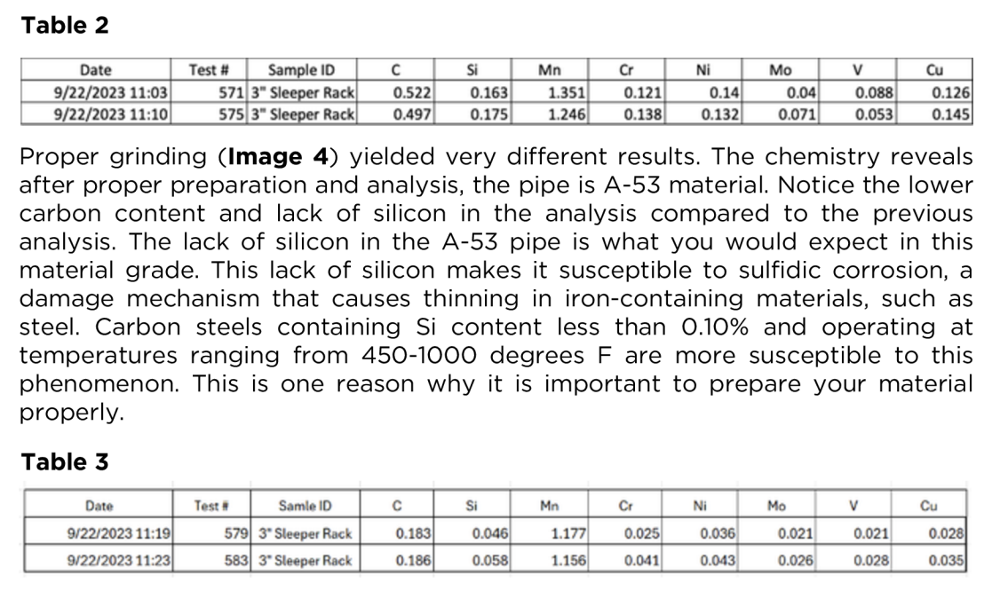 Table 2
Date Test # Sample ID C Si Mn Cr Ni Mo V Cu
9/22/2023 11:03 571 3" Sleeper Rack 0.522 0.163 1.351 0.121 0.14 0.04 0.088 0.126
9/22/2023 11:10 575 3" Sleeper Rack 0.497 0.175 1.246 0.138 0.132 0.071 0.053 0.145
Proper grinding (Image 4) yielded very different results. The chemistry reveals
after proper preparation and analysis, the pipe is A-53 material. Notice the lower
carbon content and lack of silicon in the analysis compared to the previous
analysis. The lack of silicon in the A-53 pipe is what you would expect in this
material grade. This lack of silicon makes it susceptible to sulfidic corrosion, a
damage mechanism that causes thinning in iron-containing materials, such as
steel. Carbon steels containing Si content less than 0.10% and operating at
temperatures ranging from 450-1000 degrees F are more susceptible to this
phenomenon. This is one reason why it is important to prepare your material
properly.
Table 3
Date Test # Samle ID C Si Mn Cr Ni Mo V Cu
9/22/2023 11:19 579 3" Sleeper Rack 0.183 0.046 1.177 0.025 0.036 0.021 0.021 0.028
9/22/2023 11:23 583 3" Sleeper Rack 0.186 0.058 1.156 0.041 0.043 0.026 0.028 0.035